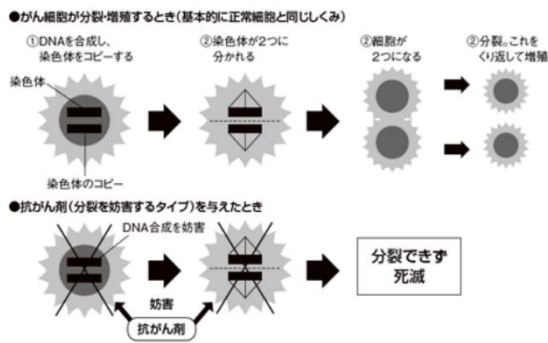 ●がん細胞が分裂・増殖するとき(基本的に正常細胞と同じしくみ)
①DNAを合成し、
染色体をコピーする
②染色体が2つに
分かれる
②細胞が
2つになる
②分裂。これを
くり返して増殖
染色体
染色体のコピー
●抗がん剤(分裂を妨害するタイプ)を与えたとき
DNA合成を妨害
妨害
抗がん剤
分裂できず
死滅